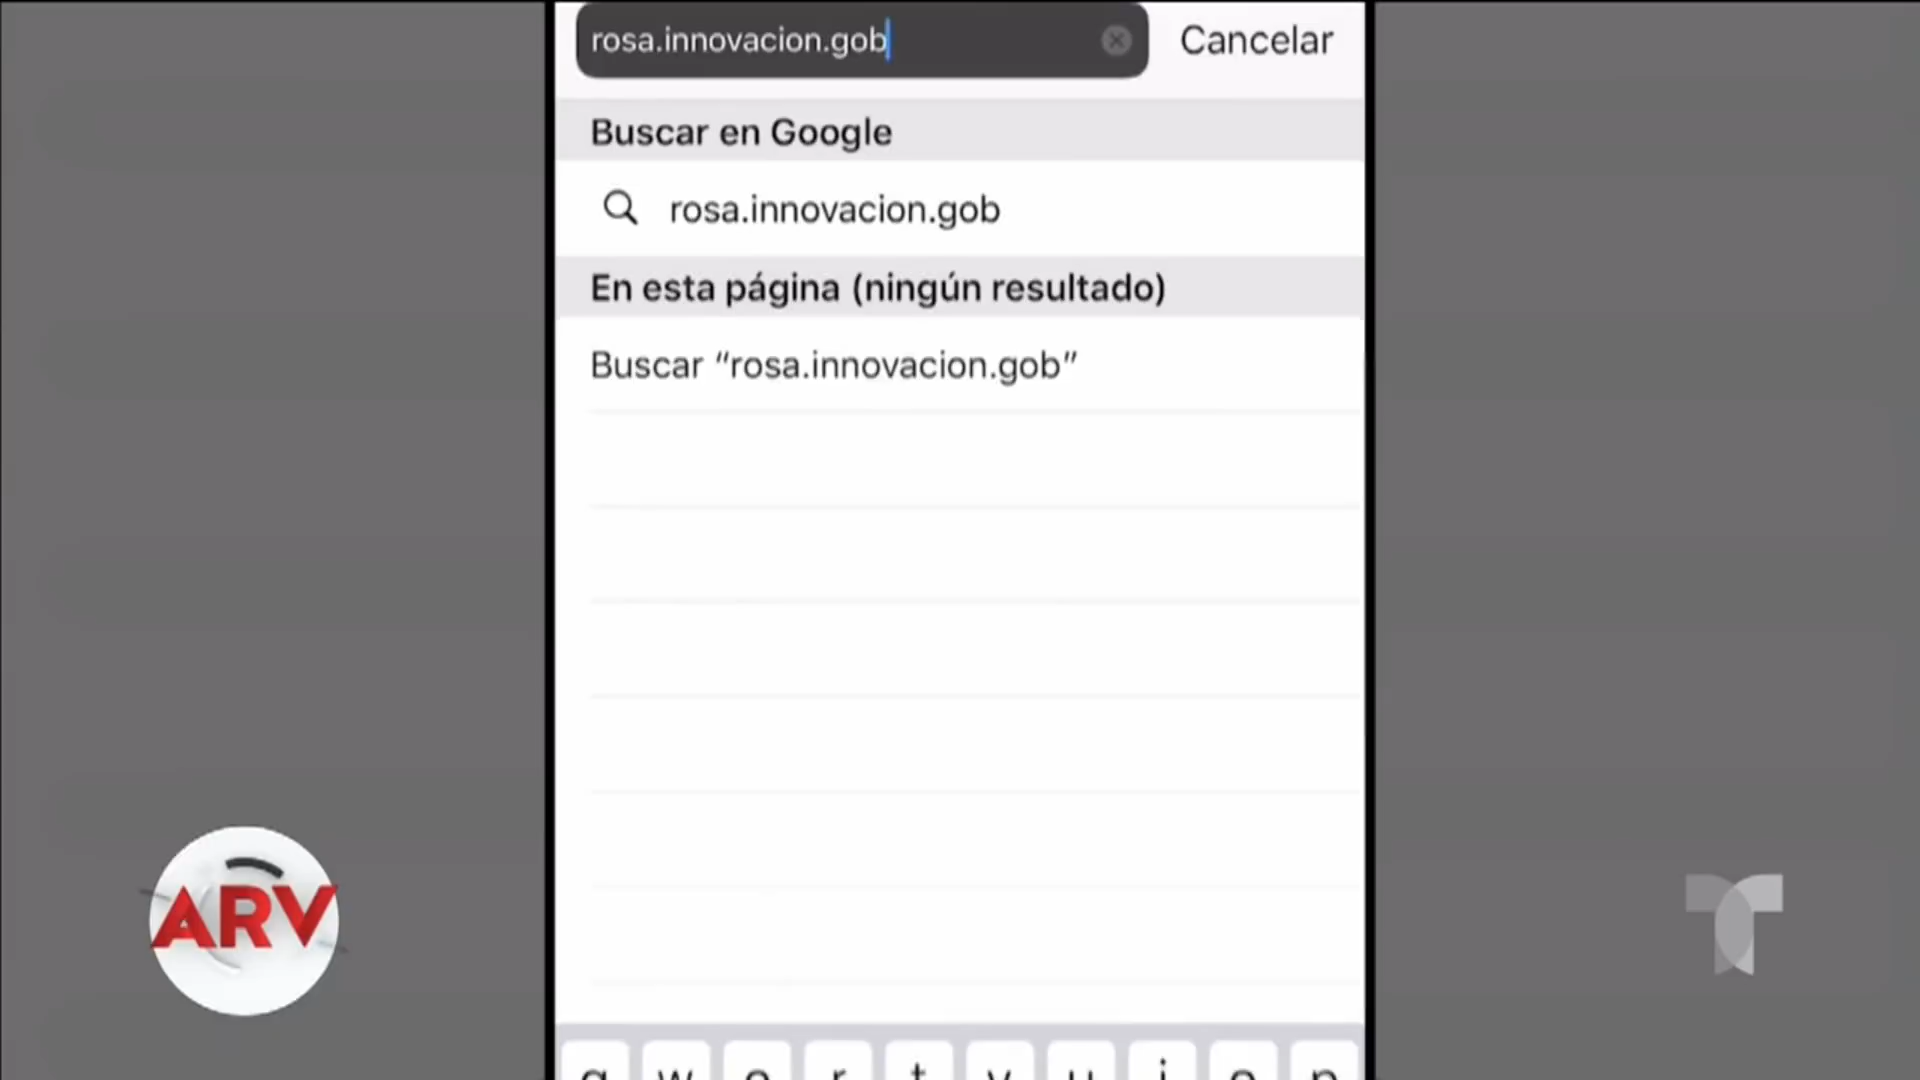 rosa.innovacion.gob
Cancelar
Buscar en Google
rosa.innovacion.gob
En esta página (ningún resultado)
Buscar “rosa.innovacion.gob”
q w e r t y u i o p
ARV
T